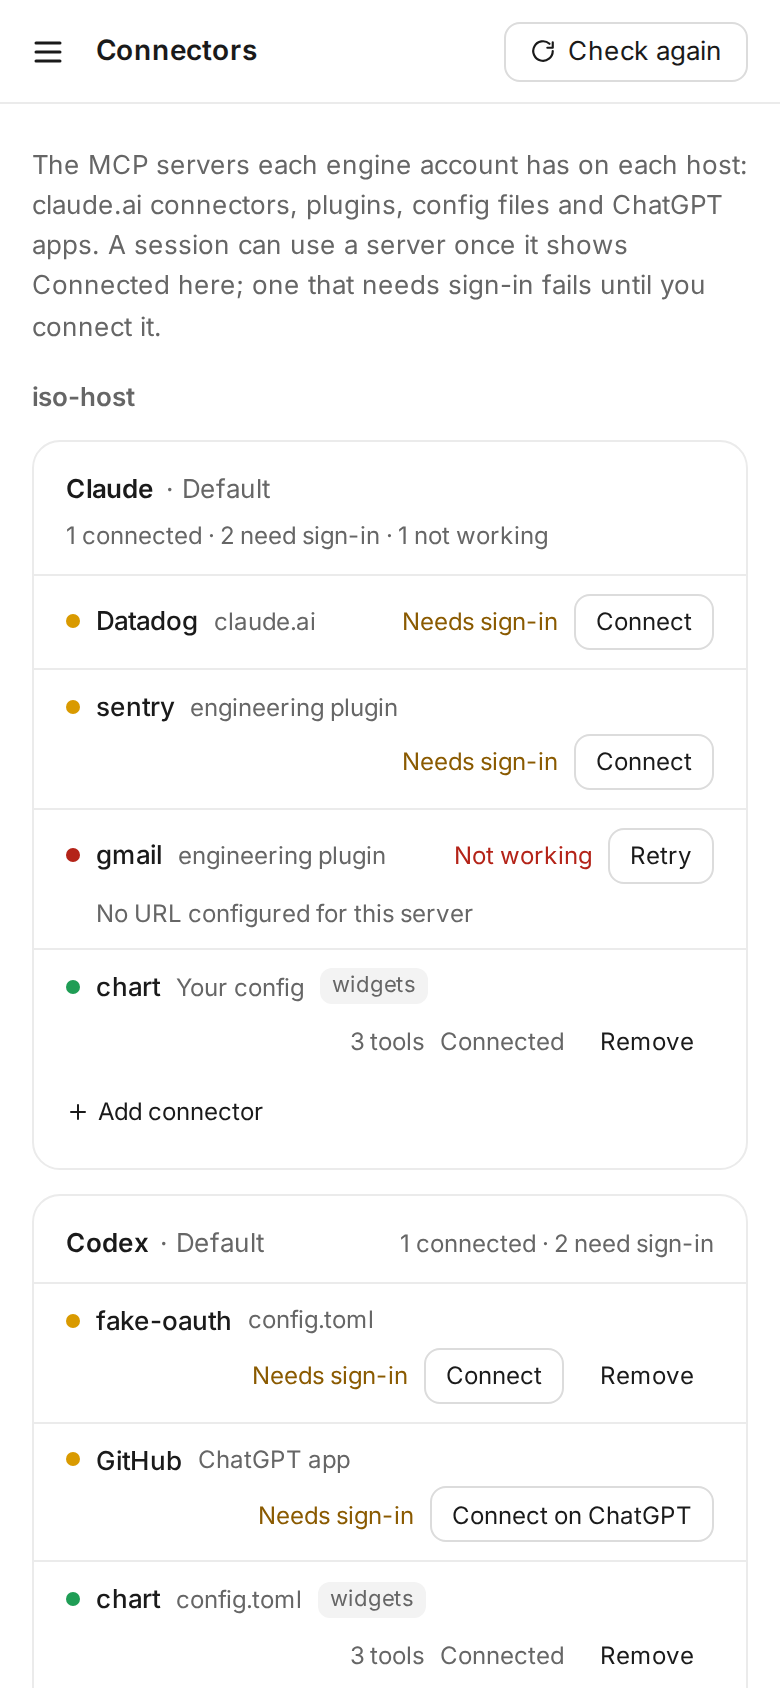 Connectors
Check again
The MCP servers each engine account has on each host:
claude.ai connectors, plugins, config files and ChatGPT
apps. A session can use a server once it shows
Connected here; one that needs sign-in fails until you
connect it.
iso-host
Claude · Default
1 connected · 2 need sign-in · 1 not working
Datadog claude.ai Needs sign-in Connect
sentry engineering plugin
Needs sign-in Connect
gmail engineering plugin Not working Retry
No URL configured for this server
chart Your config widgets
3 tools Connected Remove
+ Add connector
Codex · Default 1 connected · 2 need sign-in
fake-oauth config.toml
Needs sign-in Connect Remove
GitHub ChatGPT app
Needs sign-in Connect on ChatGPT
chart config.toml widgets
3 tools Connected Remove